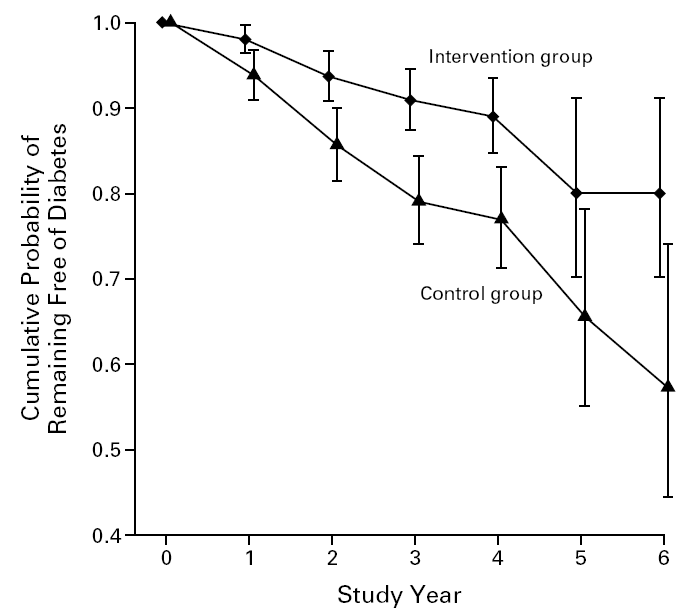 Cumulative Probability of
Remaining Free of Diabetes
1.0
0.9
0.8
0.7
0.6
0.5
0.4
Intervention group
Control group
0 1 2 3 4 5 6
Study Year